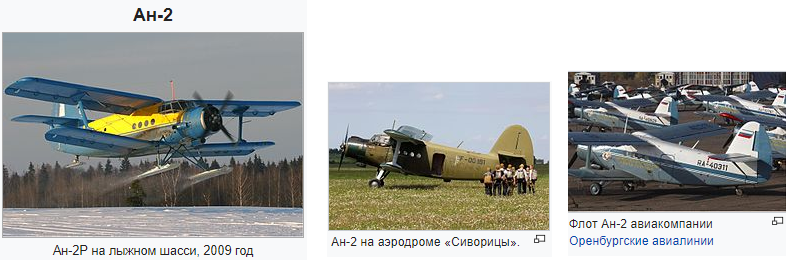 Ан-2
Ан-2Р на лыжном шасси, 2009 год
Ан-2 на аэродроме «Сиворицы».
RA-40311
Флот Ан-2 авиакомпании
Оренбургские авиалинии